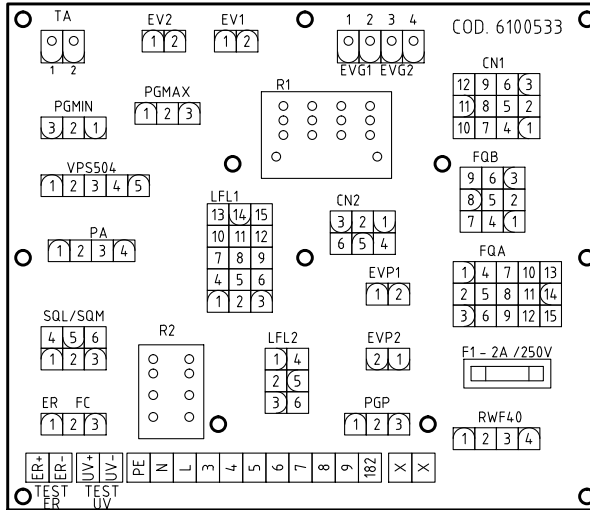 TA EV2 EV1 1 2 3 4 COD. 6100533
1 2 1 2 1 2 EVG1 EVG2 CN1
PGMAX R1 12 9 6 3
PGMIN 1 2 3 11 8 5 2
3 2 1 10 7 4 1
VPS504 FQB
1 2 3 4 5 LFL1 CN2 9 6 3
13 14 15 3 2 1 8 5 2
PA 10 11 12 6 5 4 7 4 1
1 2 3 4 7 8 9 FQA
4 5 6 EVP1 1 4 7 10 13
1 2 3 1 2 2 5 8 11 14
SQL/SQM 3 6 9 12 15
4 5 6 R2 LFL2 EVP2
1 2 3 1 4 2 1 F1 - 2A /250V
2 5
ER FC 3 6 PGP RWF40
1 2 3 1 2 3 1 2 3 4
ER+ ER- UV+ UV- PE N L 3 4 5 6 7 8 9 182 X X
TEST TEST
ER UV